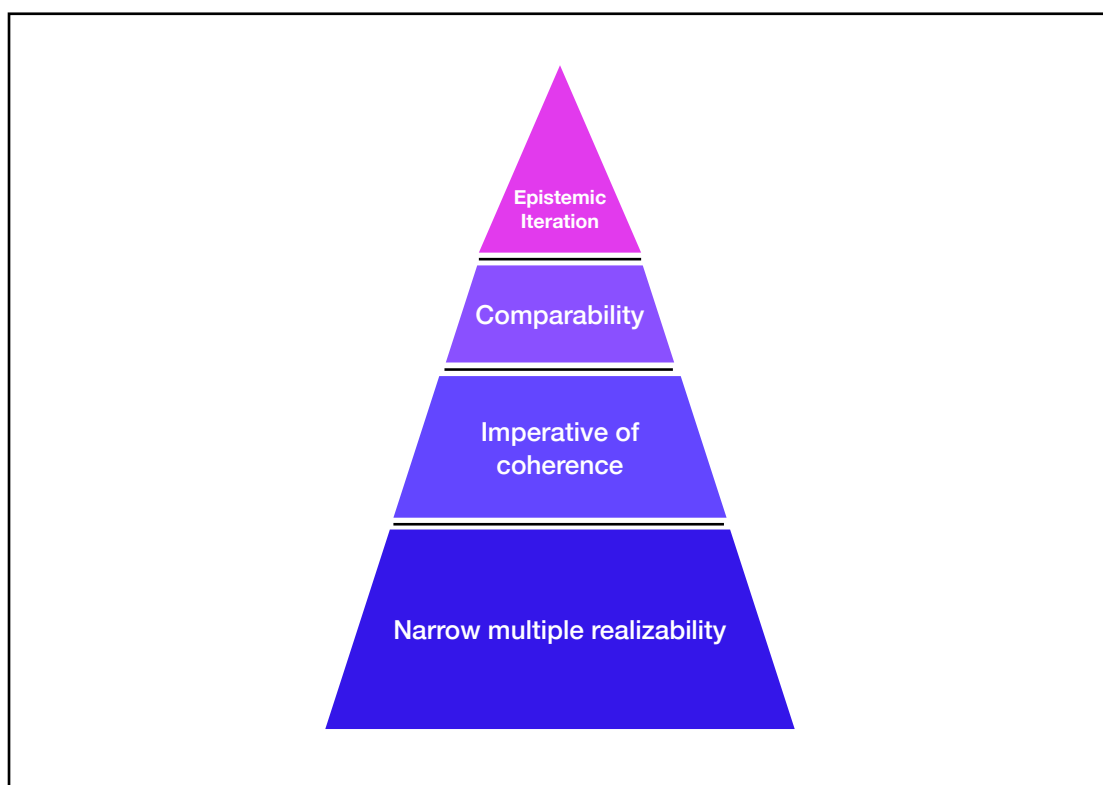 Epistemic
Iteration
Comparability
Imperative of
coherence
Narrow multiple realizability